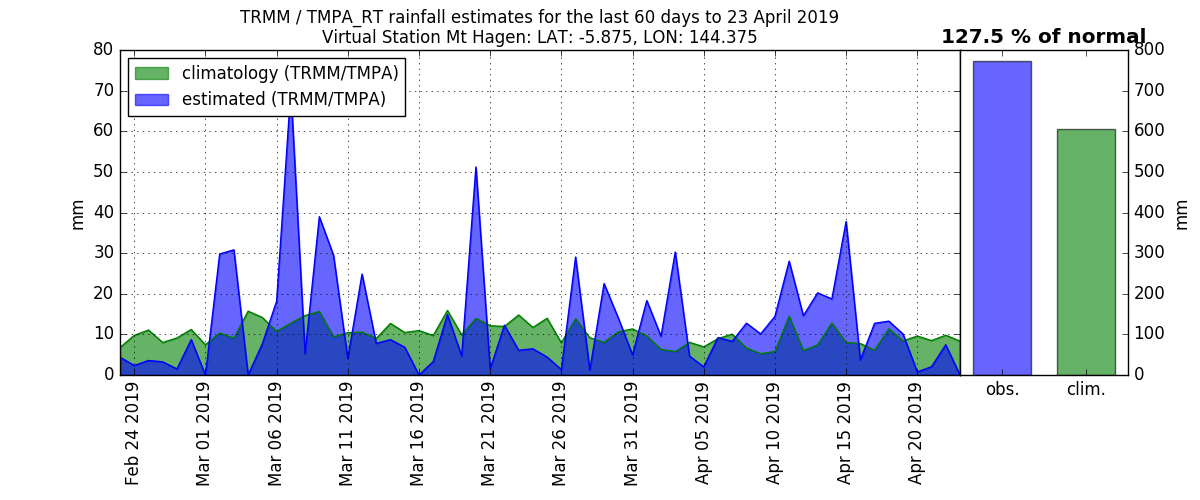 TRMM / TMPA_RT rainfall estimates for the last 60 days to 23 April 2019
Virtual Station Mt Hagen: LAT: -5.875, LON: 144.375
127.5 % of normal
climatology (TRMM/TMPA)
estimated (TRMM/TMPA)
80
70
60
50
40
30
20
10
0
mm
Feb 24 2019
Mar 01 2019
Mar 06 2019
Mar 11 2019
Mar 16 2019
Mar 21 2019
Mar 26 2019
Mar 31 2019
Apr 05 2019
Apr 10 2019
Apr 15 2019
Apr 20 2019
obs.
clim.
800
700
600
500
400
300
200
100
0
mm